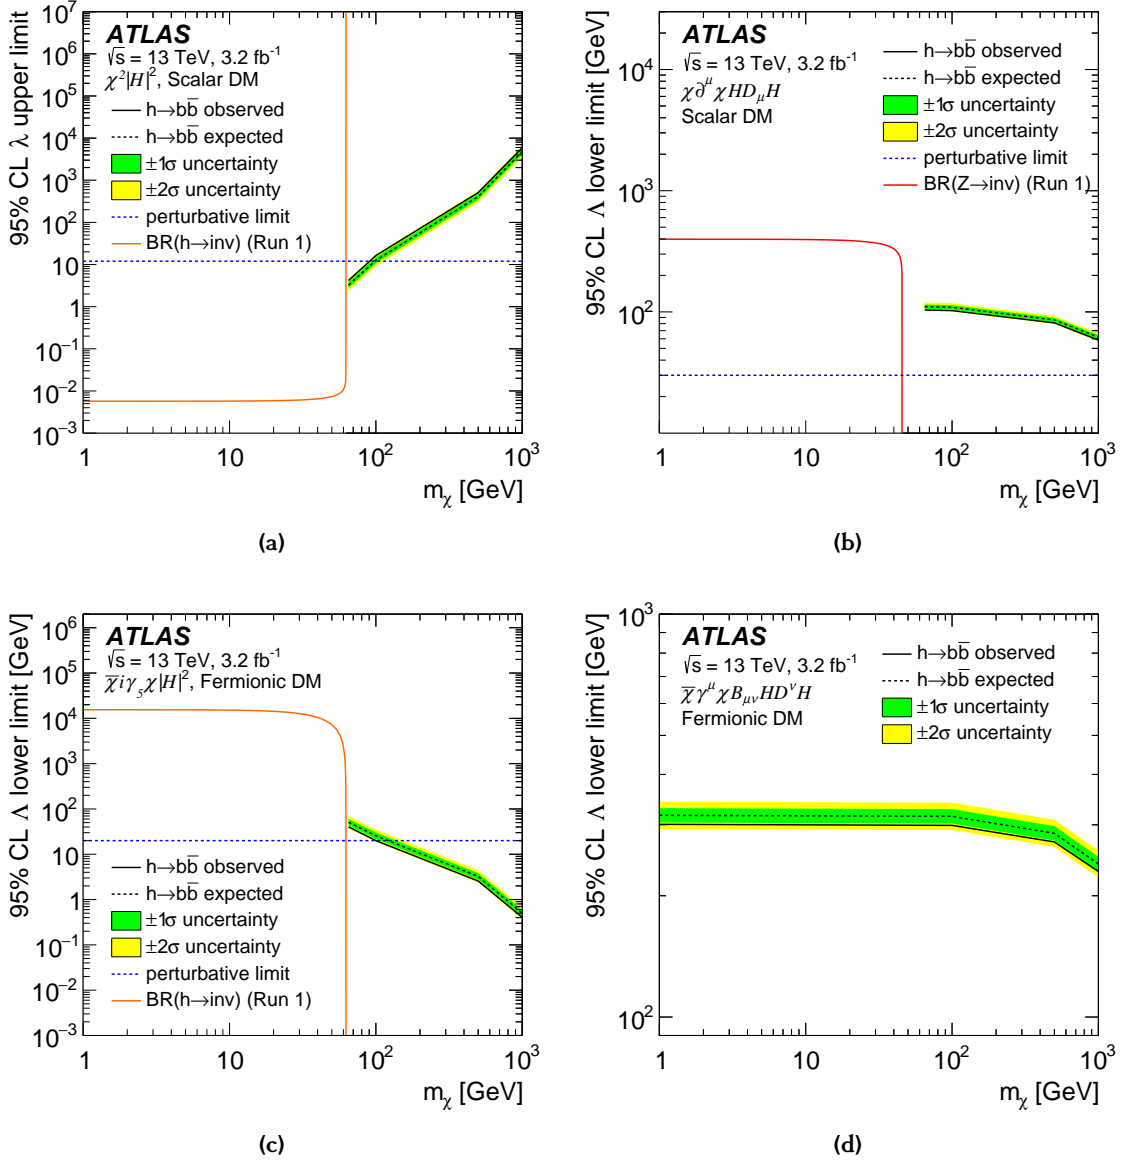 95% CL λ upper limit
10⁷
10⁶
10⁵
10⁴
10³
10²
10
1
10⁻¹
10⁻²
10⁻³
ATLAS
√s = 13 TeV, 3.2 fb⁻¹
χ²|H|², Scalar DM
h→bb̅ observed
h→bb̅ expected
±1σ uncertainty
±2σ uncertainty
perturbative limit
BR(h→inv) (Run 1)
1 10 10² 10³
m_χ [GeV]
(a)
95% CL Λ lower limit [GeV]
10⁴
10³
10²
ATLAS
√s = 13 TeV, 3.2 fb⁻¹
χ∂^μχHD_μH
Scalar DM
h→bb̅ observed
h→bb̅ expected
±1σ uncertainty
±2σ uncertainty
perturbative limit
BR(Z→inv) (Run 1)
1 10 10² 10³
m_χ [GeV]
(b)
95% CL Λ lower limit [GeV]
10⁶
10⁵
10⁴
10³
10²
10
1
10⁻¹
10⁻²
10⁻³
ATLAS
√s = 13 TeV, 3.2 fb⁻¹
χ̅iγ₅χ|H|², Fermionic DM
h→bb̅ observed
h→bb̅ expected
±1σ uncertainty
±2σ uncertainty
perturbative limit
BR(h→inv) (Run 1)
1 10 10² 10³
m_χ [GeV]
(c)
95% CL Λ lower limit [GeV]
10³
10²
ATLAS
√s = 13 TeV, 3.2 fb⁻¹
χ̅γ^μχB_μνHD^νH
Fermionic DM
h→bb̅ observed
h→bb̅ expected
±1σ uncertainty
±2σ uncertainty
1 10 10² 10³
m_χ [GeV]
(d)